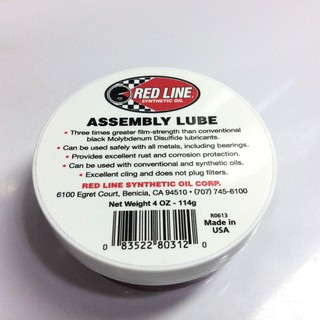 RED LINE
SYNTHETIC OIL
ASSEMBLY LUBE
• Three times greater film-strength than conventional
black Molybdenum Disulfide lubricants.
• Can be used safely with all metals, including bearings.
• Provides excellent rust and corrosion protection.
• Can be used with conventional and synthetic oils.
• Excellent cling and does not plug filters.
RED LINE SYNTHETIC OIL CORP.
6100 Egret Court, Benicia, CA 94510 • (707) 745-6100
Net Weight 4 OZ - 114g
R0613
Made in
USA
0 83522 80312 0